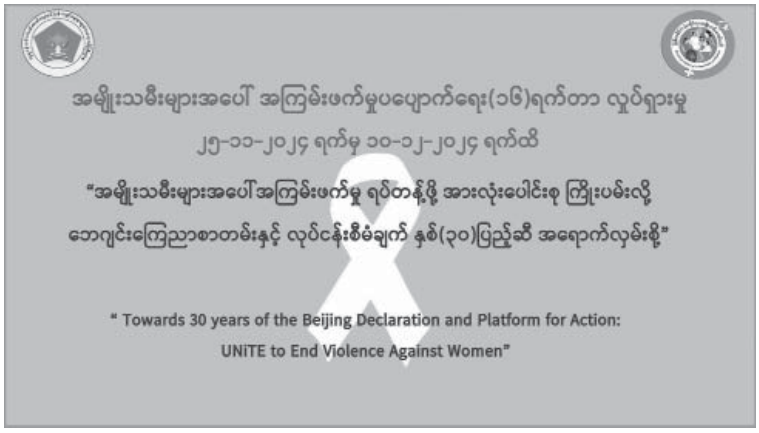 အမျိုးသမီးများအပေါ် အကြမ်းဖက်မှုပပျောက်ရေး(၁၆)ရက်တာ လှုပ်ရှားမှု
၂၅-၁၁-၂၀၂၄ ရက်မှ ၁၀-၁၂-၂၀၂၄ ရက်ထိ
“အမျိုးသမီးများအပေါ်အကြမ်းဖက်မှု ရပ်တန့်ဖို့ အားလုံးပေါင်းစု ကြိုးပမ်းလို့
ဘေဂျင်းကြေညာစာတမ်းနှင့် လုပ်ငန်းစီမံချက် နှစ်(၃၀)ပြည့်ဆီ အရောက်လှမ်းစို့”
“ Towards 30 years of the Beijing Declaration and Platform for Action:
UNiTE to End Violence Against Women”